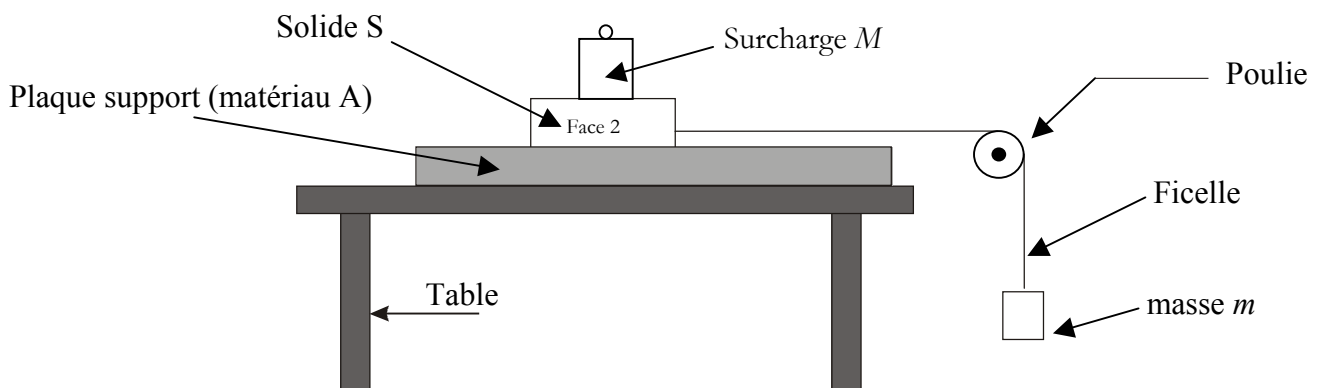 Solide S
Surcharge M
Poulie
Plaque support (matériau A)
Face 2
Ficelle
Table
masse m